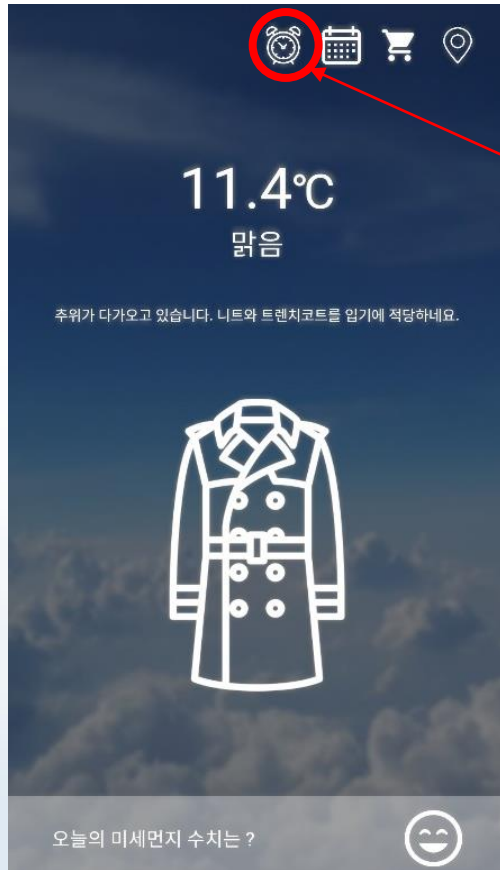 11.4℃
맑음
추위가 다가오고 있습니다. 니트와 트렌치코트를 입기에 적당하네요.
오늘의 미세먼지 수치는 ?